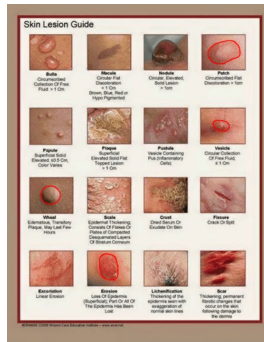 Skin Lesion Guide
Bulla
Circumscribed
Collection Of Free
Fluid > 1 Cm
Macula
Circular Flat
Discoloration
< 1 Cm
Brown, Blue, Red or
Hypo Pigmented
Nodule
Circular, Elevated,
Solid Lesion
> 1cm
Patch
Circumscribed Flat
Discoloration > 1cm
Papule
Superficial Solid
Elevated, ≤0.5 cm,
Color Varies
Plaque
Superficial
Elevated Solid Flat
Topped Lesion
> 1 Cm
Pustule
Vesicle Containing
Pus (Inflammatory
Cells)
Vesicle
Circular Collection
Of Free Fluid,
≤ 1 Cm
Wheal
Edematous, Transitory
Plaque, May Last Few
Hours
Scale
Epidermal Thickening;
Consists Of Flakes Or
Plates of Compacted
Desquamated Layers
Of Stratum Corneum
Crust
Dried Serum Or
Exudate On Skin
Fissure
Crack Or Split
Excoriation
Linear Erosion
Erosion
Loss Of Epidermis
(Superficial); Part Or All Of
The Epidermis Has Been
Lost
Lichenification
Thickening of the
epidermis seen with
exaggeration of
normal skin lines
Scar
Thickening; permanent
fibrotic changes that
occur on the skin
following damage to
the dermis
Wound Care Education Institute